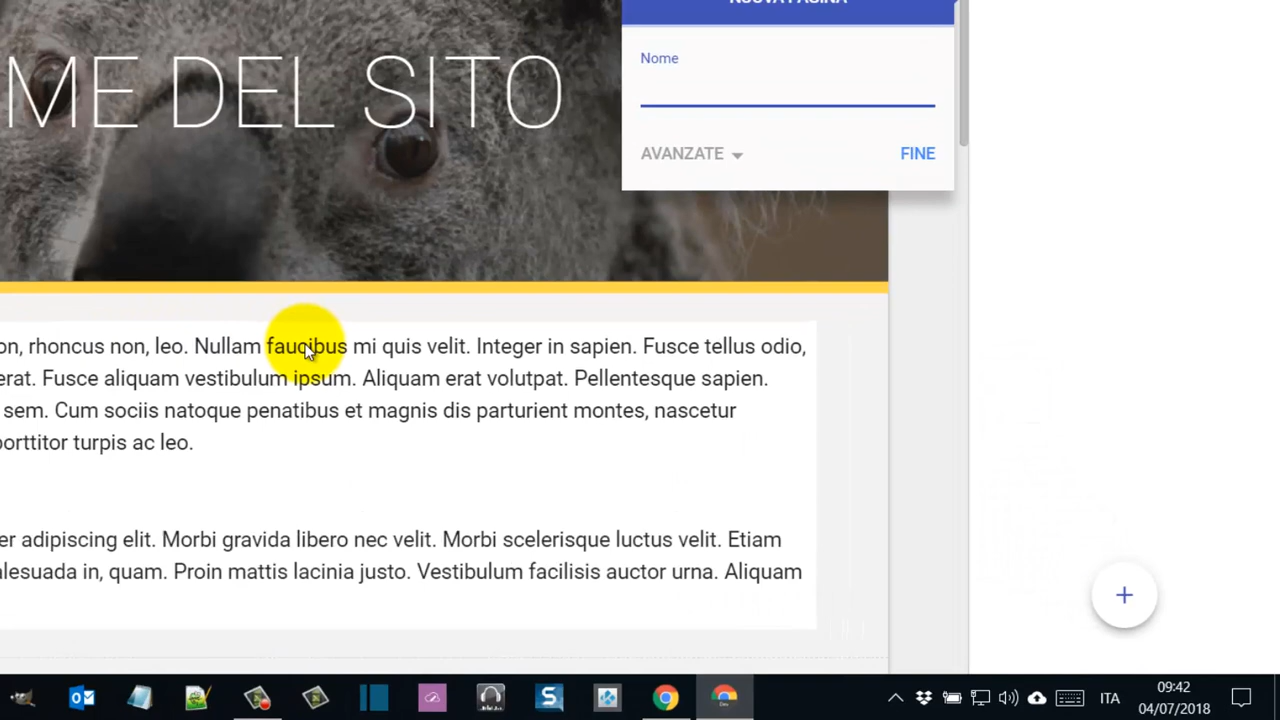 NUOVA PAGINA
ME DEL SITO
Nome
AVANZATE
FINE
on, rhoncus non, leo. Nullam faucibus mi quis velit. Integer in sapien. Fusce tellus odio,
erat. Fusce aliquam vestibulum ipsum. Aliquam erat volutpat. Pellentesque sapien.
sem. Cum sociis natoque penatibus et magnis dis parturient montes, nascetur
porttitor turpis ac leo.
er adipiscing elit. Morbi gravida libero nec velit. Morbi scelerisque luctus velit. Etiam
alesuada in, quam. Proin mattis lacinia justo. Vestibulum facilisis auctor urna. Aliquam
ITA
09:42
04/07/2018